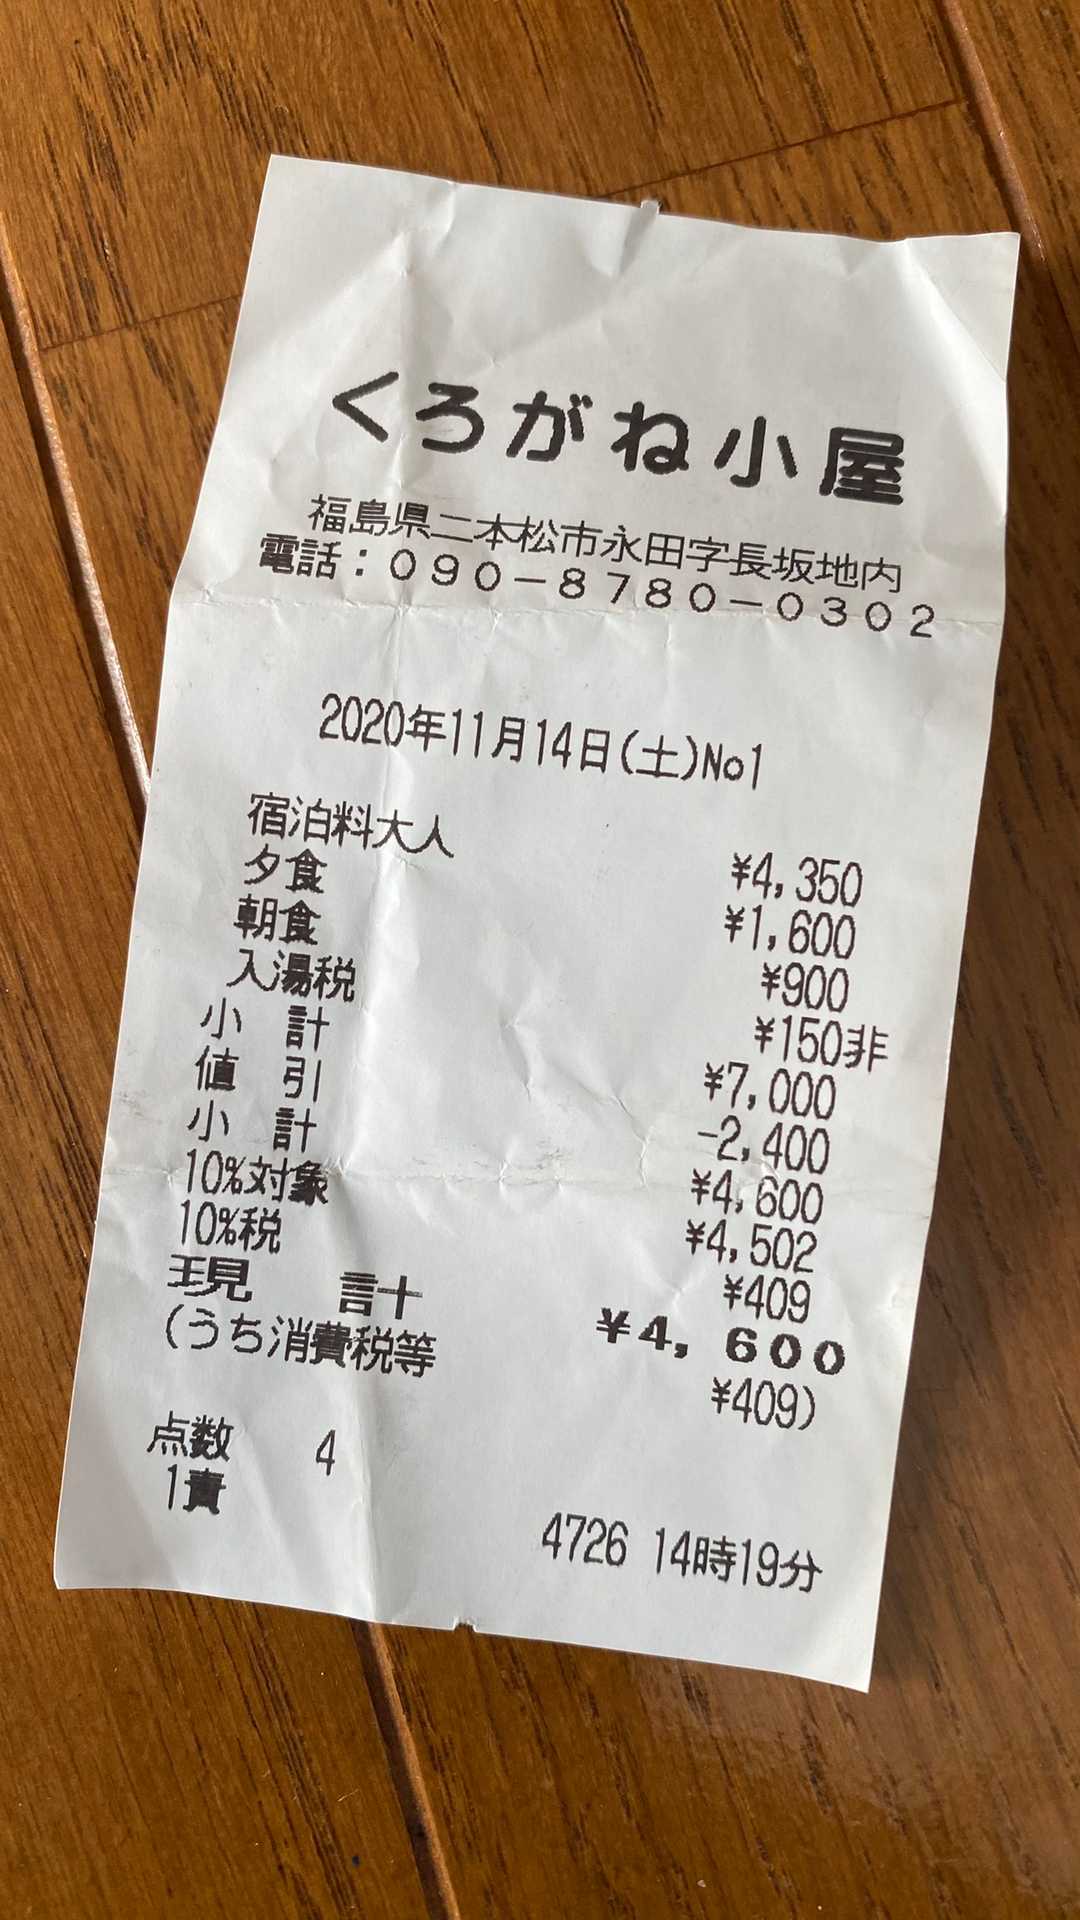 くろがね小屋
福島県二本松市永田字長坂地内
電話：０９０－８７８０－０３０２
2020年11月14日(土)No1
宿泊料大人 ¥4,350
夕食 ¥1,600
朝食 ¥900
入湯税 ¥150非
小　計 ¥7,000
値　引 -2,400
小　計 ¥4,600
10%対象 ¥4,502
10%税 ¥409
現　計 ¥4,600
(うち消費税等 ¥409)
点数 4
1責
4726 14時19分